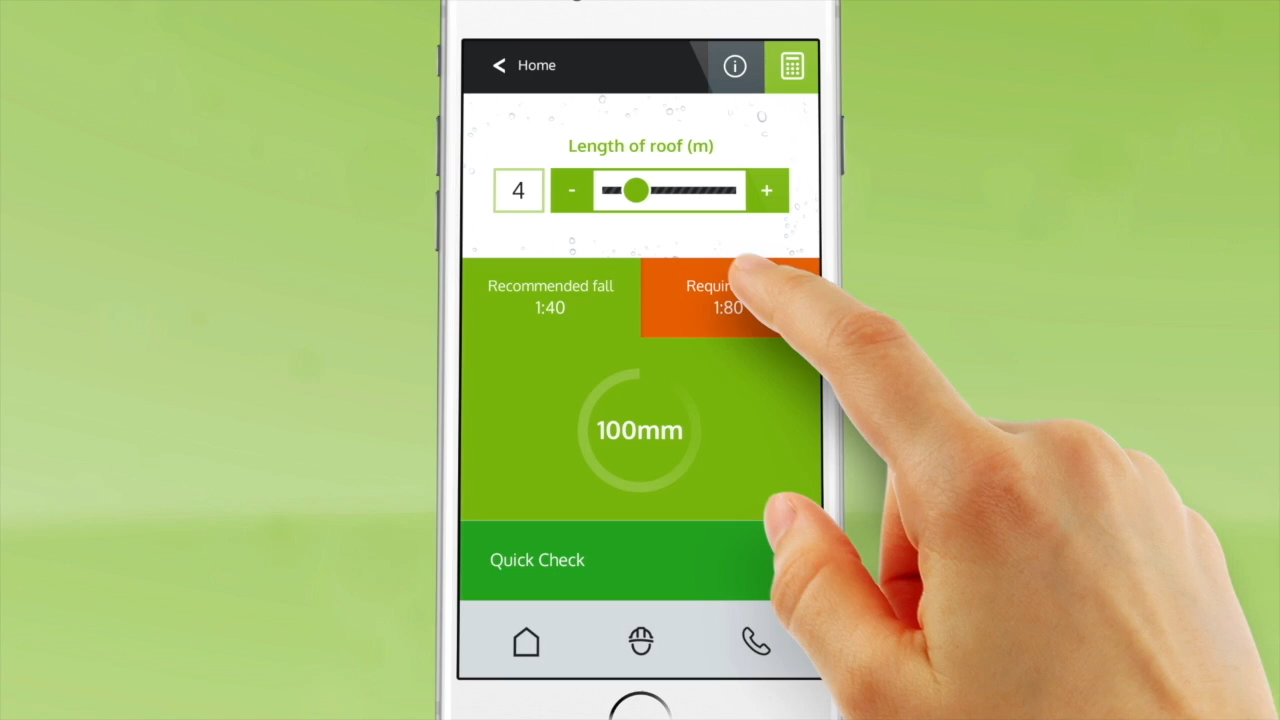 Home
Length of roof (m)
4 - +
Recommended fall
1:40
1:80
100mm
Quick Check